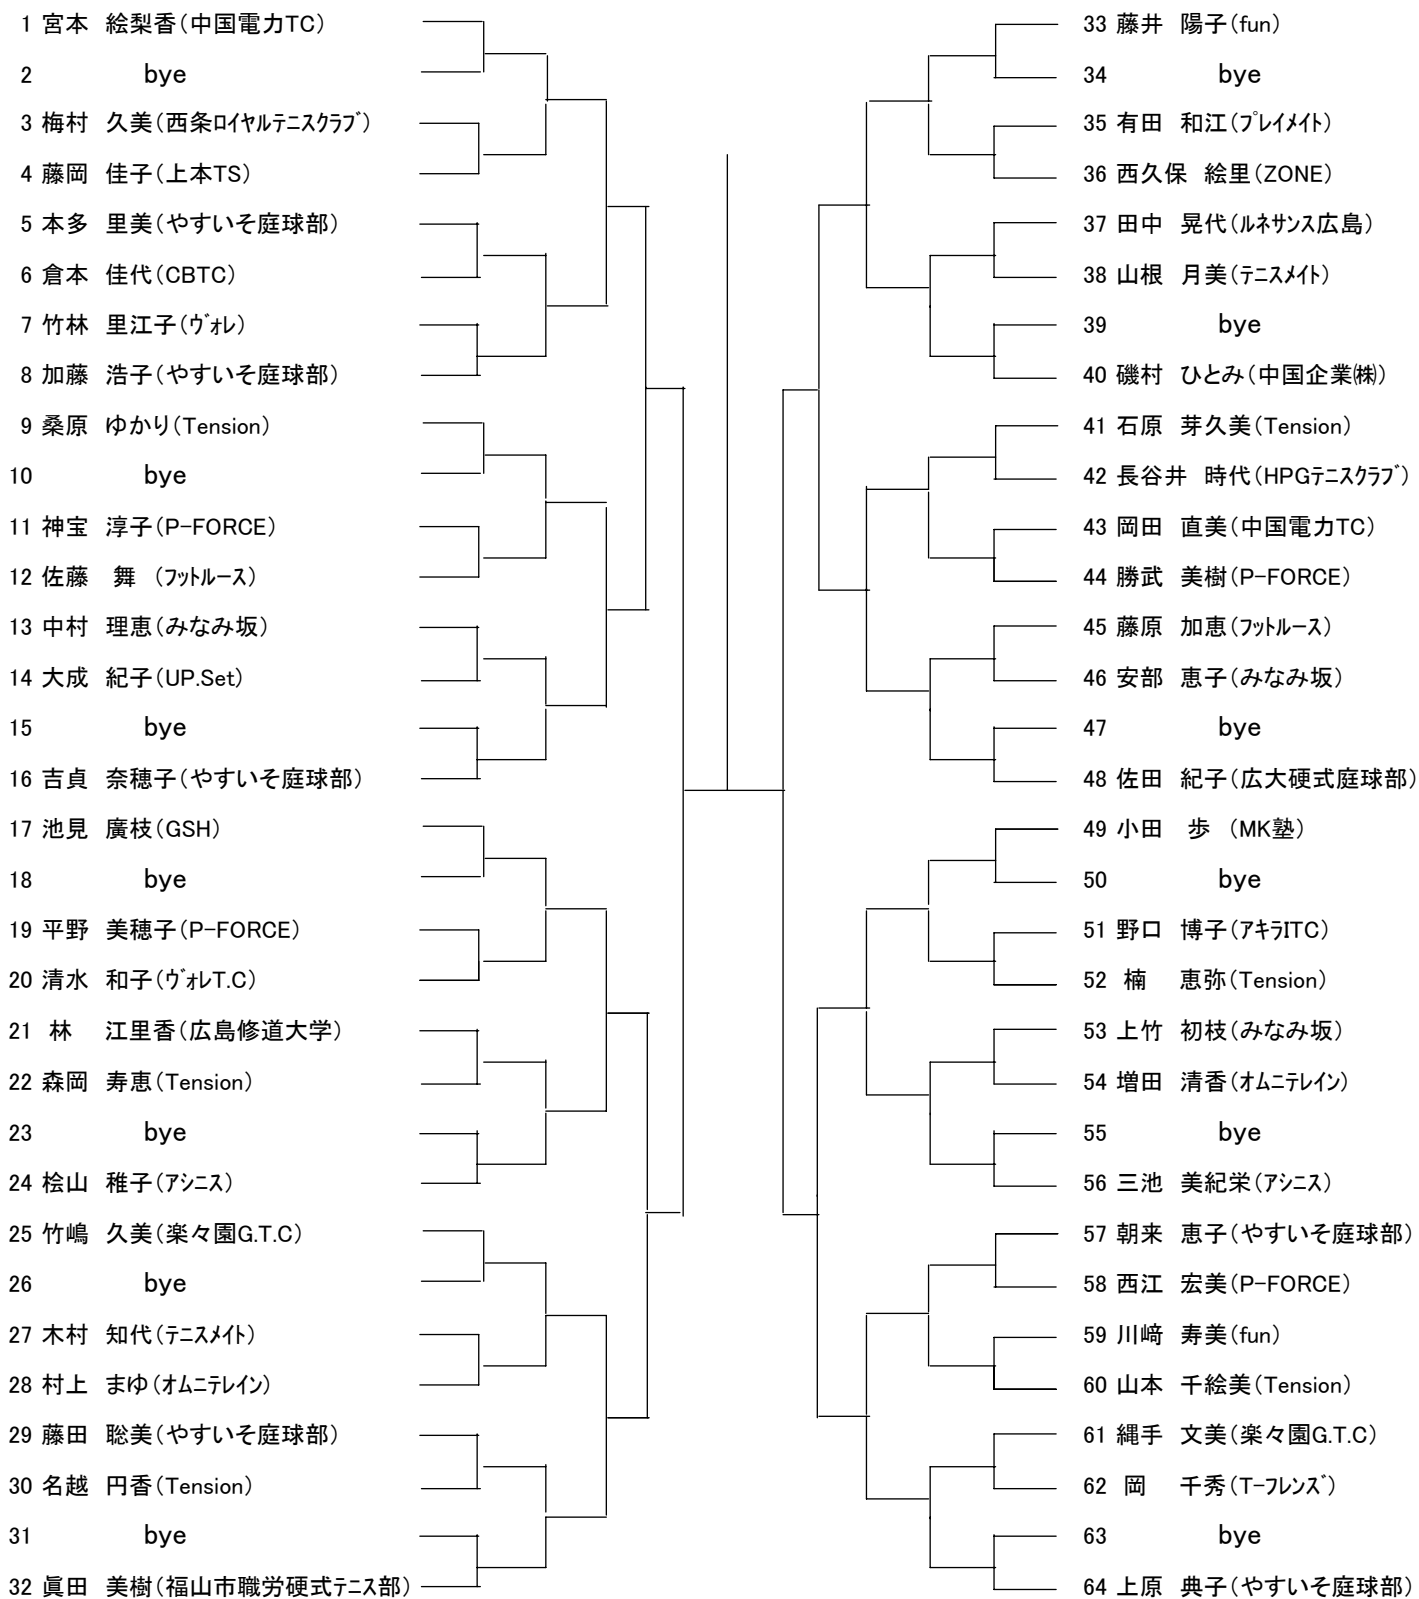 1 宮本 絵梨香(中国電力TC)
2 bye
3 梅村 久美(西条ロイヤルテニスクラブ)
4 藤岡 佳子(上本TS)
5 本多 里美(やすいそ庭球部)
6 倉本 佳代(CBTC)
7 竹林 里江子(ヴォレ)
8 加藤 浩子(やすいそ庭球部)
9 桑原 ゆかり(Tension)
10 bye
11 神宝 淳子(P-FORCE)
12 佐藤 舞 (フットルース)
13 中村 理恵(みなみ坂)
14 大成 紀子(UP.Set)
15 bye
16 吉貞 奈穂子(やすいそ庭球部)
17 池見 廣枝(GSH)
18 bye
19 平野 美穂子(P-FORCE)
20 清水 和子(ヴォレT.C)
21 林 江里香(広島修道大学)
22 森岡 寿恵(Tension)
23 bye
24 桧山 稚子(アシニス)
25 竹嶋 久美(楽々園G.T.C)
26 bye
27 木村 知代(テニスメイト)
28 村上 まゆ(オムニテレイン)
29 藤田 聡美(やすいそ庭球部)
30 名越 円香(Tension)
31 bye
32 眞田 美樹(福山市職労硬式テニス部)
33 藤井 陽子(fun)
34 bye
35 有田 和江(プレイメイト)
36 西久保 絵里(ZONE)
37 田中 晃代(ルネサンス広島)
38 山根 月美(テニスメイト)
39 bye
40 磯村 ひとみ(中国企業㈱)
41 石原 芽久美(Tension)
42 長谷井 時代(HPGテニスクラブ)
43 岡田 直美(中国電力TC)
44 勝武 美樹(P-FORCE)
45 藤原 加恵(フットルース)
46 安部 恵子(みなみ坂)
47 bye
48 佐田 紀子(広大硬式庭球部)
49 小田 歩 (MK塾)
50 bye
51 野口 博子(アキラITC)
52 楠 恵弥(Tension)
53 上竹 初枝(みなみ坂)
54 増田 清香(オムニテレイン)
55 bye
56 三池 美紀栄(アシニス)
57 朝来 恵子(やすいそ庭球部)
58 西江 宏美(P-FORCE)
59 川﨑 寿美(fun)
60 山本 千絵美(Tension)
61 縄手 文美(楽々園G.T.C)
62 岡 千秀(T-フレンズ)
63 bye
64 上原 典子(やすいそ庭球部)